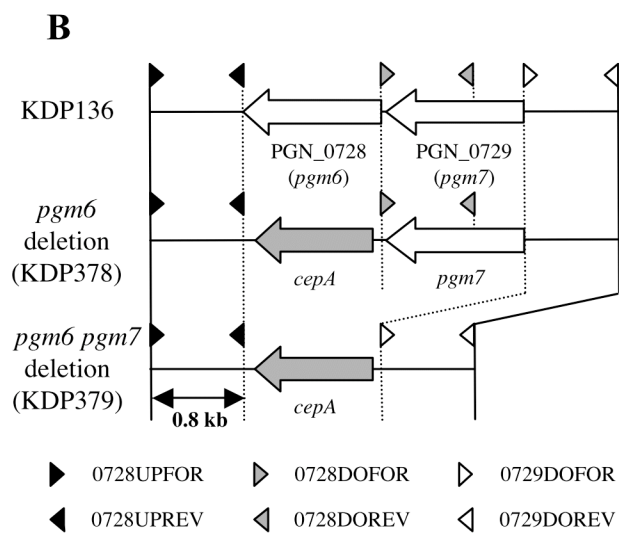 B
KDP136
PGN_0728
(pgm6)
PGN_0729
(pgm7)
pgm6
deletion
(KDP378)
cepA
pgm7
pgm6 pgm7
deletion
(KDP379)
cepA
0.8 kb
0728UPFOR
0728DOFOR
0729DOFOR
0728UPREV
0728DOREV
0729DOREV